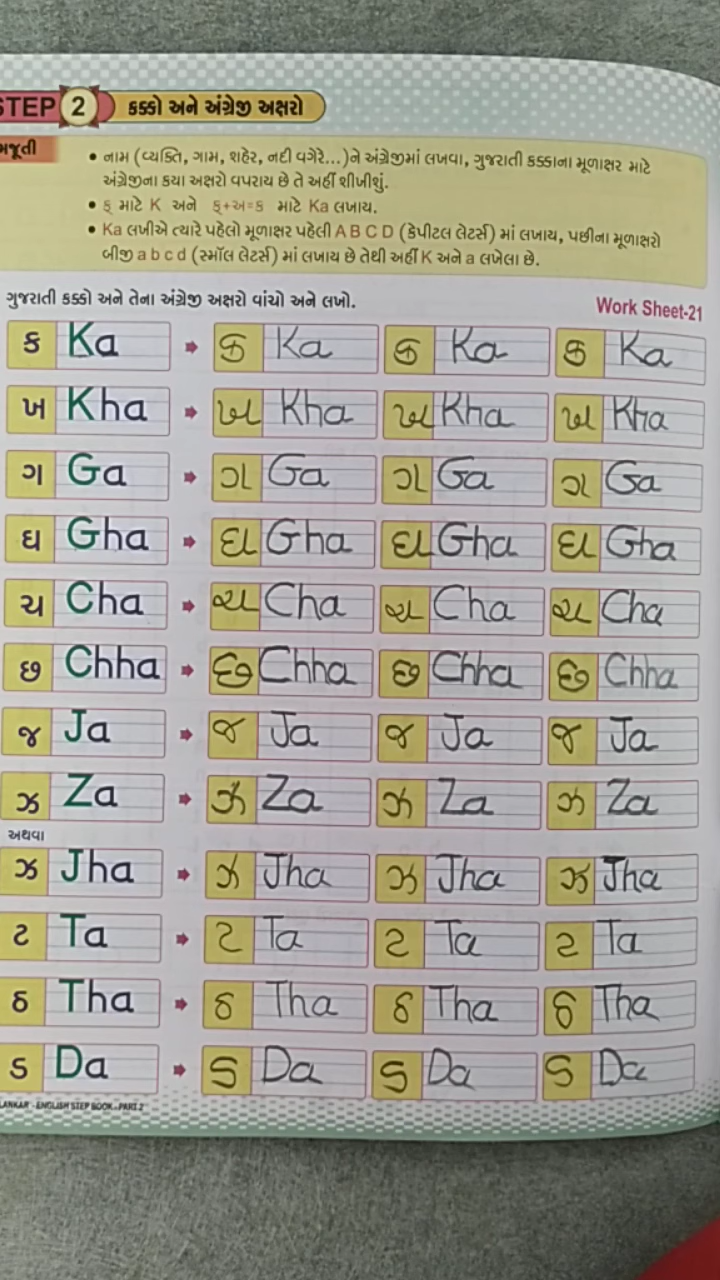 STEP 2 કક્કો અને અંગ્રેજી અક્ષરો
• નામ (વ્યક્તિ, ગામ, શહેર, નદી વગેરે...)ને અંગ્રેજીમાં લખવા, ગુજરાતી કક્કાના મૂળાક્ષર માટે
અંગ્રેજીના કયા અક્ષરો વપરાય છે તે અહીં શીખીશું.
• ક્ માટે K અને ક્+અ=ક માટે Ka લખાય.
• Ka લખીએ ત્યારે પહેલો મૂળાક્ષર પહેલી A B C D (કેપીટલ લેટર્સ) માં લખાય, પછીના મૂળાક્ષરો
બીજી a b c d (સ્મૉલ લેટર્સ) માં લખાય છે તેથી અહીં K અને a લખેલા છે.
ગુજરાતી કક્કો અને તેના અંગ્રેજી અક્ષરો વાંચો અને લખો. Work Sheet-21
ક Ka ક Ka ક Ka ક Ka
ખ Kha ખ Kha ખ Kha ખ Kha
ગ Ga ગ Ga ગ Ga ગ Ga
ઘ Gha ઘ Gha ઘ Gha ઘ Gha
ચ Cha ચ Cha ચ Cha ચ Cha
છ Chha છ Chha છ Chha છ Chha
જ Ja જ Ja જ Ja જ Ja
ઝ Za ઝ Za ઝ Za ઝ Za
અથવા
ઝ Jha ઝ Jha ઝ Jha ઝ Jha
ટ Ta ટ Ta ટ Ta ટ Ta
ઠ Tha ઠ Tha ઠ Tha ઠ Tha
ડ Da ડ Da ડ Da ડ Da
ENGLISH STEP BOOK - PART 2